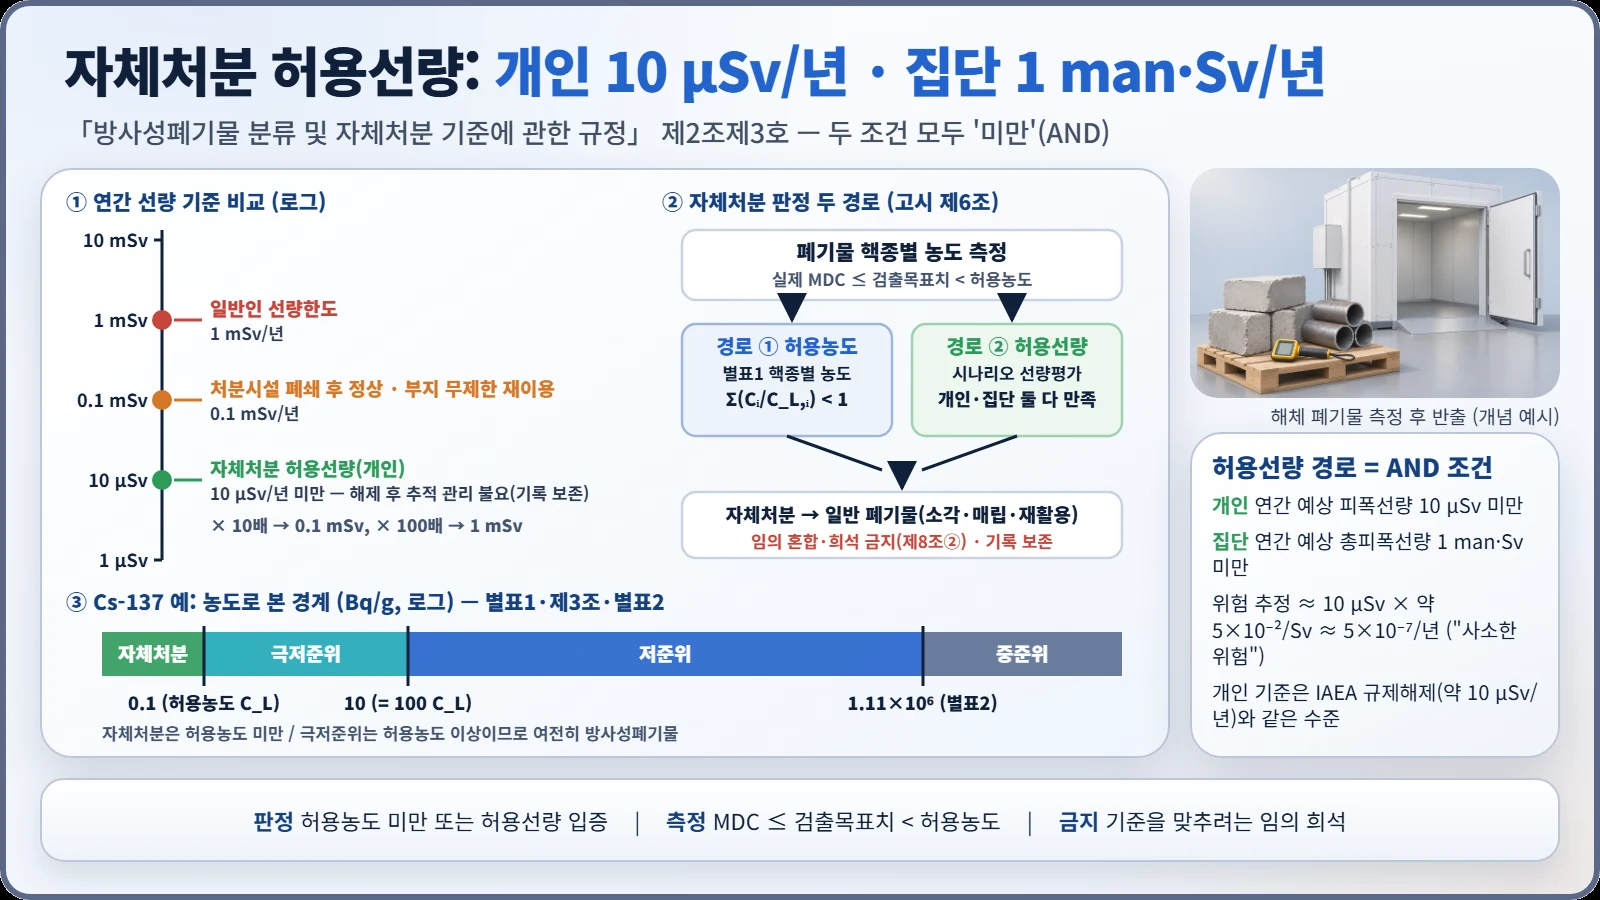 자체처분 허용선량: 개인 10 μSv/년 · 집단 1 man·Sv/년
「방사성폐기물 분류 및 자체처분 기준에 관한 규정」 제2조제3호 — 두 조건 모두 '미만'(AND)
① 연간 선량 기준 비교 (로그)
10 mSv
1 mSv
일반인 선량한도
1 mSv/년
0.1 mSv
처분시설 폐쇄 후 정상 · 부지 무제한 재이용
0.1 mSv/년
10 μSv
자체처분 허용선량(개인)
10 μSv/년 미만 — 해제 후 추적 관리 불요(기록 보존)
× 10배 → 0.1 mSv, × 100배 → 1 mSv
1 μSv
② 자체처분 판정 두 경로 (고시 제6조)
폐기물 핵종별 농도 측정
실제 MDC ≤ 검출목표치 < 허용농도
경로 ① 허용농도
별표1 핵종별 농도
Σ(Cᵢ/C_L,ᵢ) < 1
경로 ② 허용선량
시나리오 선량평가
개인·집단 둘 다 만족
자체처분 → 일반 폐기물(소각·매립·재활용)
임의 혼합·희석 금지(제8조②) · 기록 보존
③ Cs-137 예: 농도로 본 경계 (Bq/g, 로그) — 별표1·제3조·별표2
자체처분
극저준위
저준위
중준위
0.1 (허용농도 C_L)
10 (= 100 C_L)
1.11×10⁶ (별표2)
자체처분은 허용농도 미만 / 극저준위는 허용농도 이상이므로 여전히 방사성폐기물
해체 폐기물 측정 후 반출 (개념 예시)
허용선량 경로 = AND 조건
개인 연간 예상 피폭선량 10 μSv 미만
집단 연간 예상 총피폭선량 1 man·Sv
미만
위험 추정 ≈ 10 μSv × 약
5×10⁻²/Sv ≈ 5×10⁻⁷/년 ("사소한
위험")
개인 기준은 IAEA 규제해제(약 10 μSv/
년)와 같은 수준
판정 허용농도 미만 또는 허용선량 입증 | 측정 MDC ≤ 검출목표치 < 허용농도 | 금지 기준을 맞추려는 임의 희석